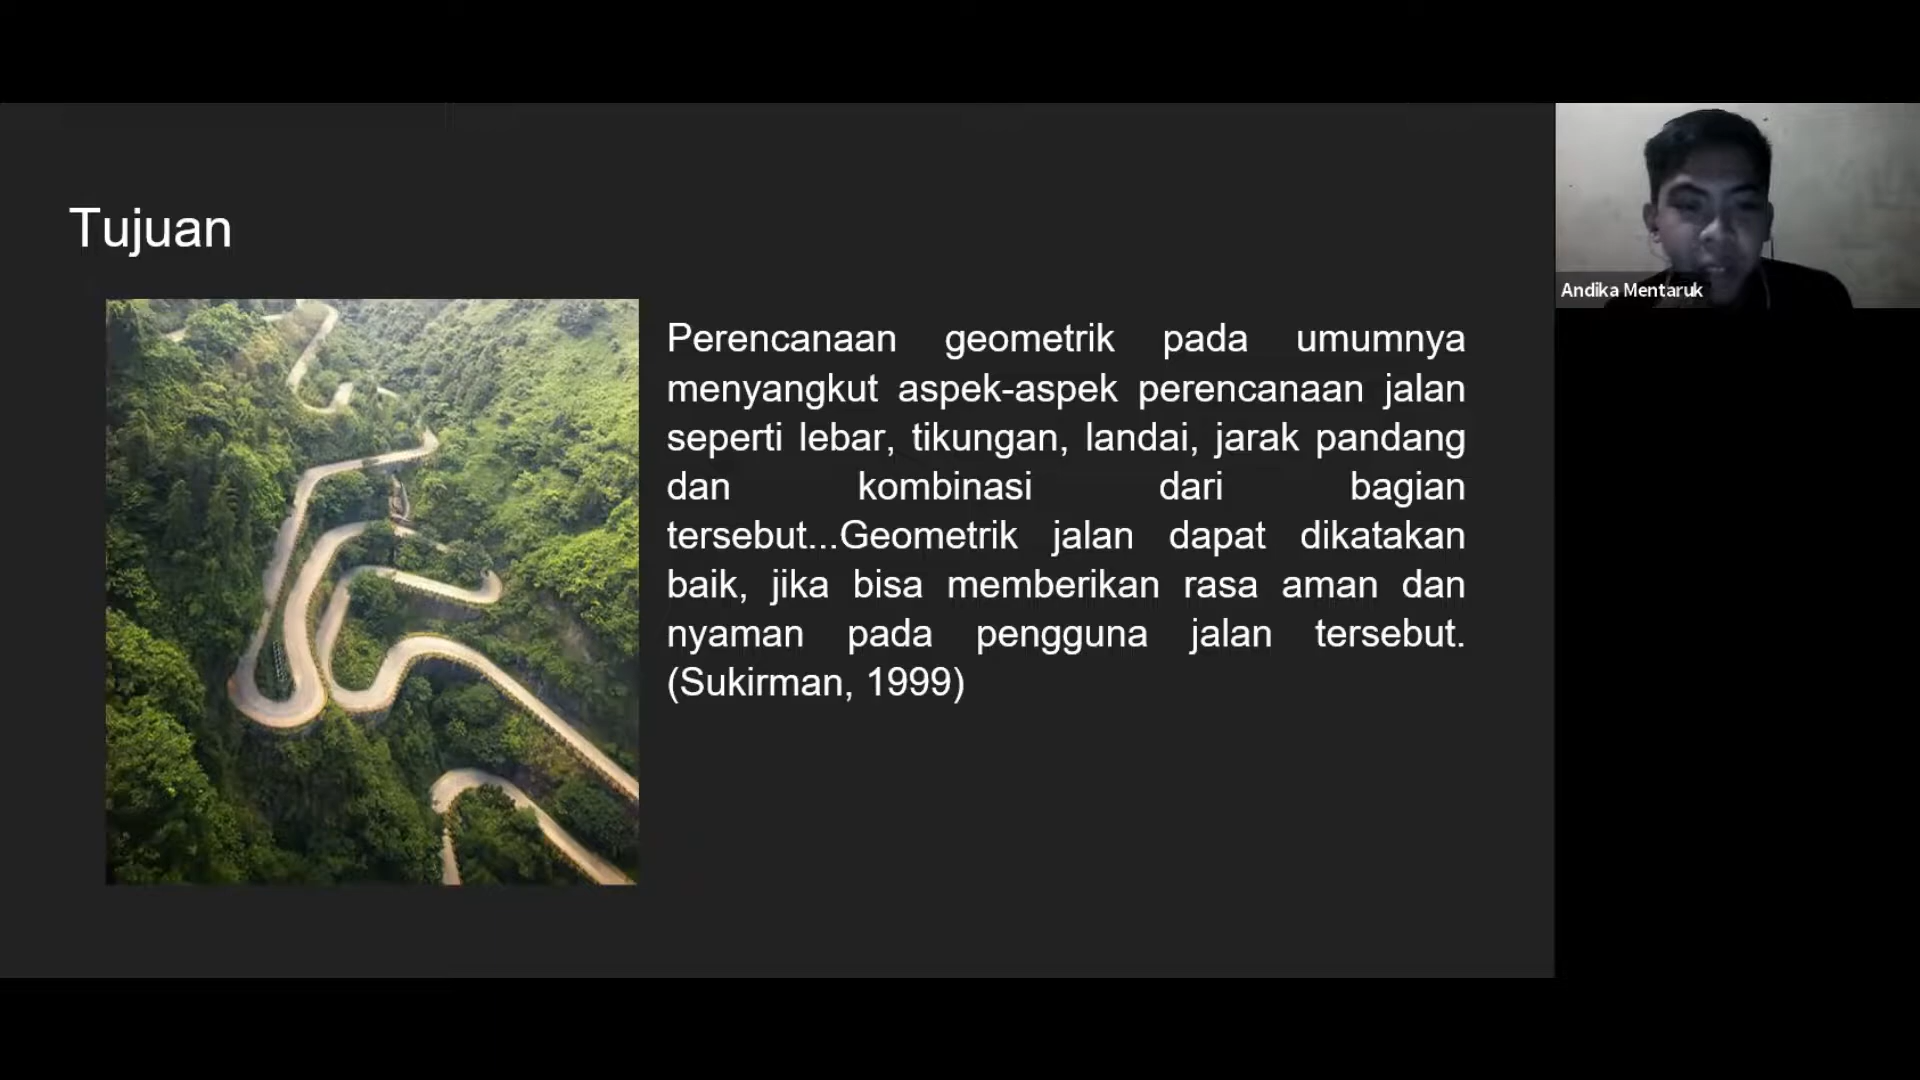 Tujuan
Perencanaan geometrik pada umumnya
menyangkut aspek-aspek perencanaan jalan
seperti lebar, tikungan, landai, jarak pandang
dan kombinasi dari bagian
tersebut...Geometrik jalan dapat dikatakan
baik, jika bisa memberikan rasa aman dan
nyaman pada pengguna jalan tersebut.
(Sukirman, 1999)
Andika Mentaruk